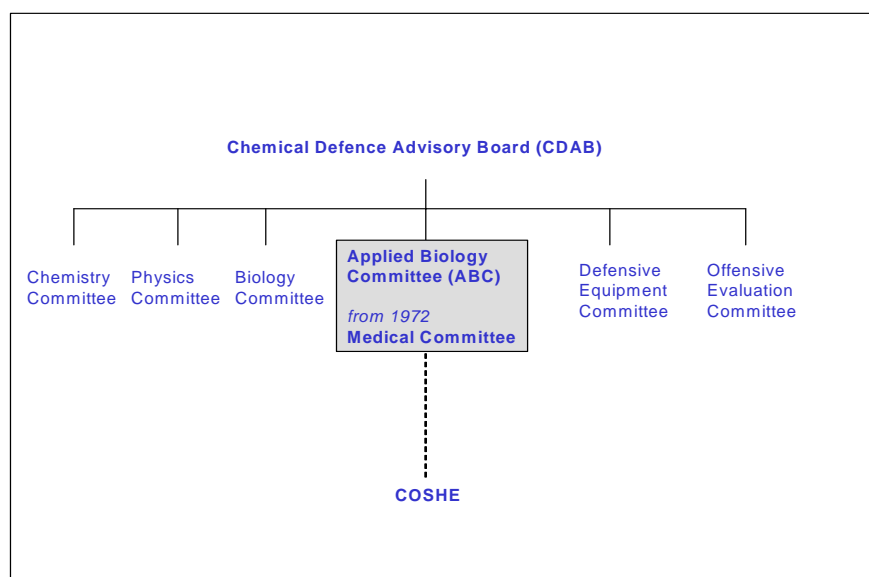 Chemical Defence Advisory Board (CDAB)
Chemistry
Committee
Physics
Committee
Biology
Committee
Applied Biology
Committee (ABC)
from 1972
Medical Committee
Defensive
Equipment
Committee
Offensive
Evaluation
Committee
COSHE